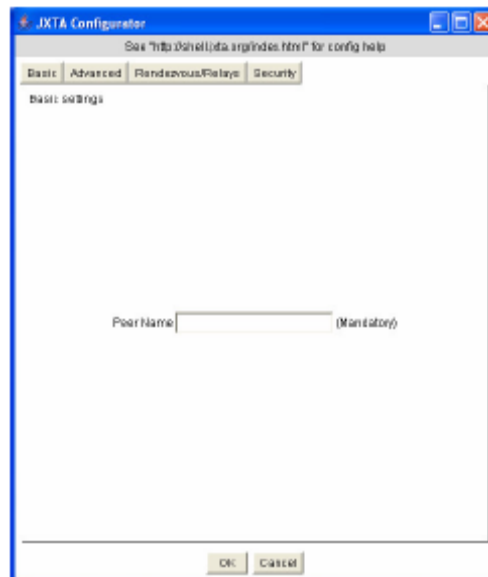 JXTA Configurator
See "http://shell.jxta.org/index.html" for config help
Basic Advanced Rendezvous/Relays Security
Basic settings
Peer Name (Mandatory)
OK Cancel